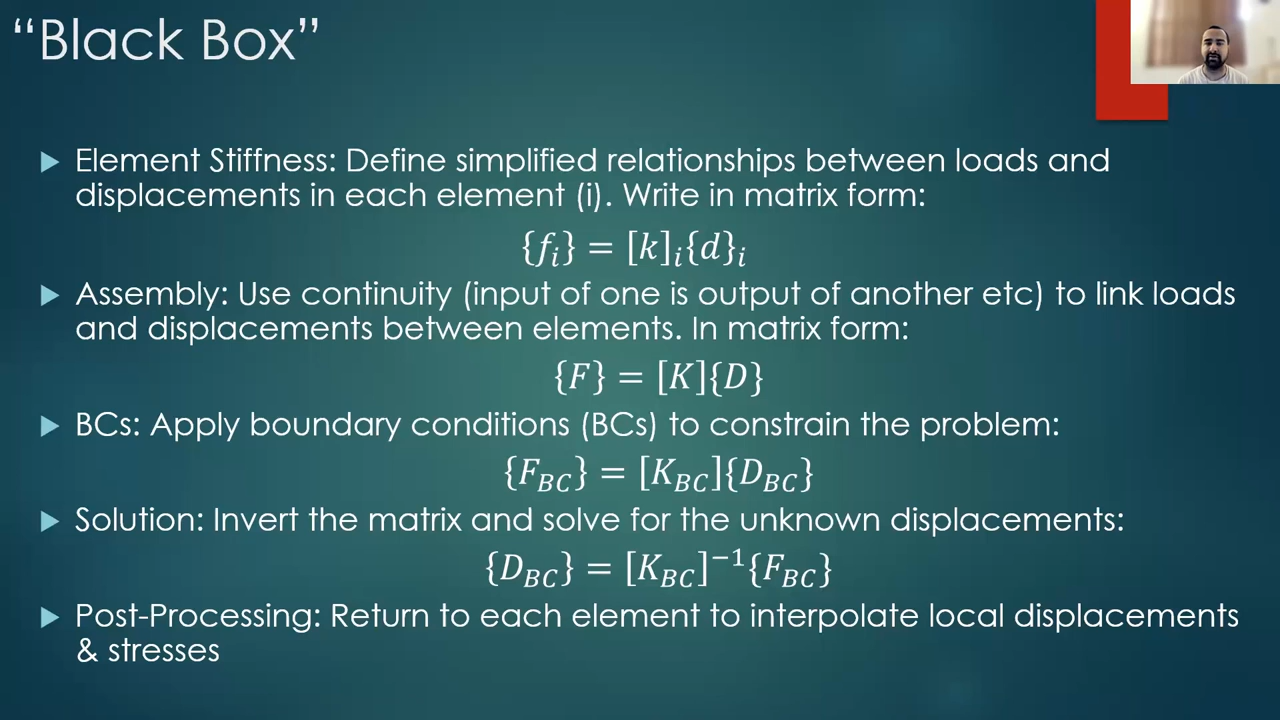 “Black Box”
Element Stiffness: Define simplified relationships between loads and
displacements in each element (i). Write in matrix form:
{fᵢ} = [k]ᵢ{d}ᵢ
Assembly: Use continuity (input of one is output of another etc) to link loads
and displacements between elements. In matrix form:
{F} = [K]{D}
BCs: Apply boundary conditions (BCs) to constrain the problem:
{F_BC} = [K_BC]{D_BC}
Solution: Invert the matrix and solve for the unknown displacements:
{D_BC} = [K_BC]⁻¹{F_BC}
Post-Processing: Return to each element to interpolate local displacements
& stresses